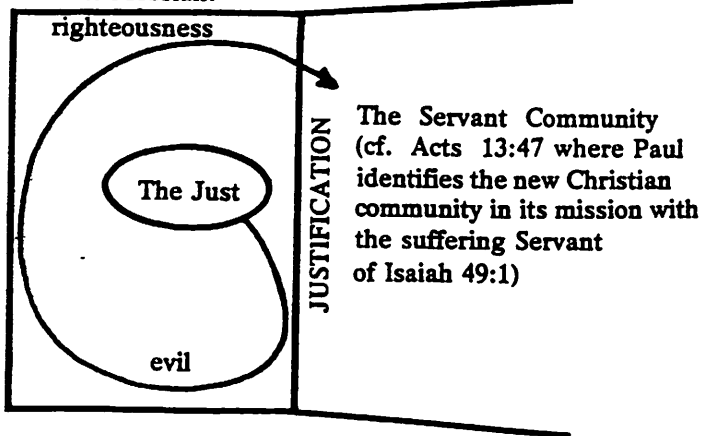 righteousness
The Just
evil
JUSTIFICATION
The Servant Community
(cf. Acts 13:47 where Paul
identifies the new Christian
community in its mission with
the suffering Servant
of Isaiah 49:1)